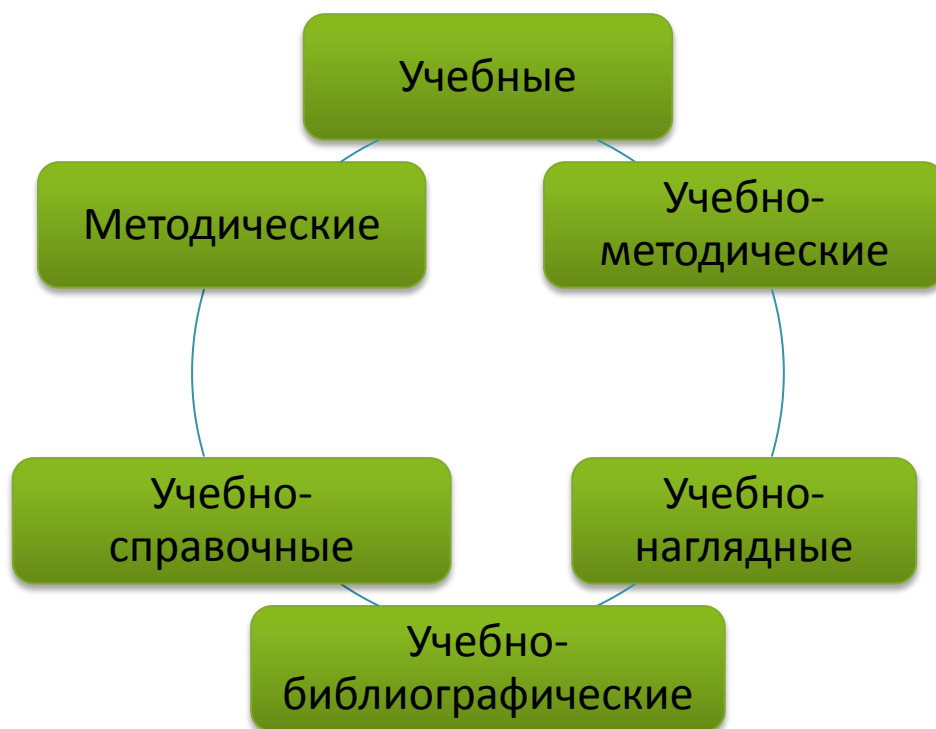 Учебные
Методические
Учебно-
методические
Учебно-
справочные
Учебно-
наглядные
Учебно-
библиографические